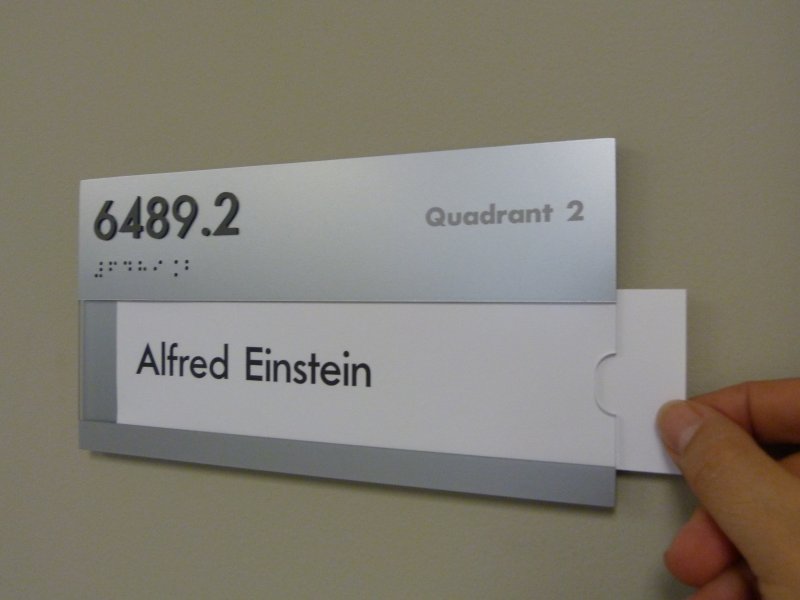 6489.2
Quadrant 2
⠼⠋⠙⠓⠊⠨⠃
Alfred Einstein